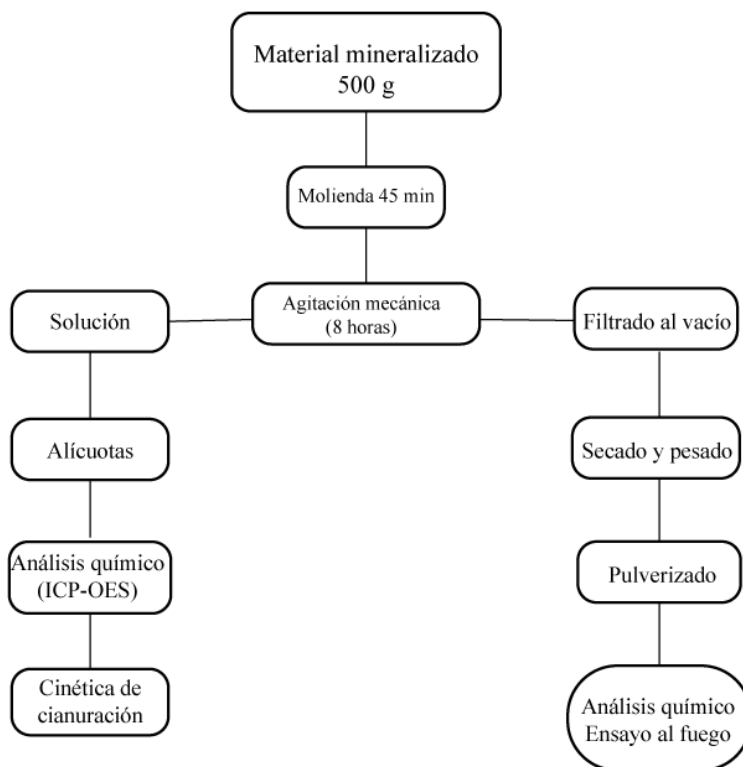 Material mineralizado
500 g
Molienda 45 min
Agitación mecánica
(8 horas)
Solución
Filtrado al vacío
Alícuotas
Secado y pesado
Análisis químico
(ICP-OES)
Pulverizado
Cinética de
cianuración
Análisis químico
Ensayo al fuego